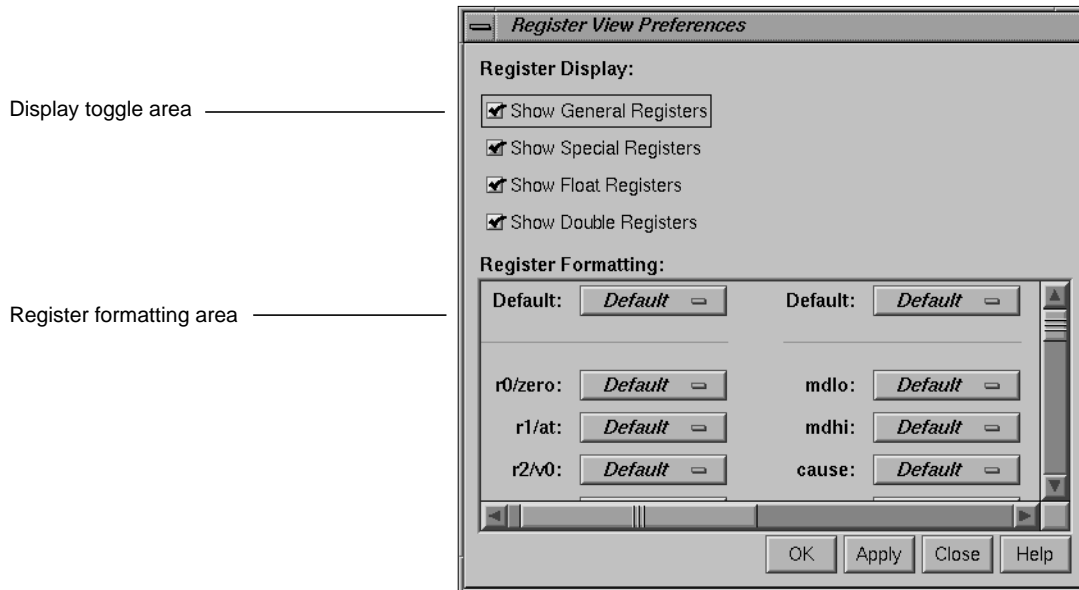 Register View Preferences
Register Display:
Display toggle area
Show General Registers
Show Special Registers
Show Float Registers
Show Double Registers
Register Formatting:
Register formatting area
Default: Default Default: Default
r0/zero: Default mdlo: Default
r1/at: Default mdhi: Default
r2/v0: Default cause: Default
OK Apply Close Help